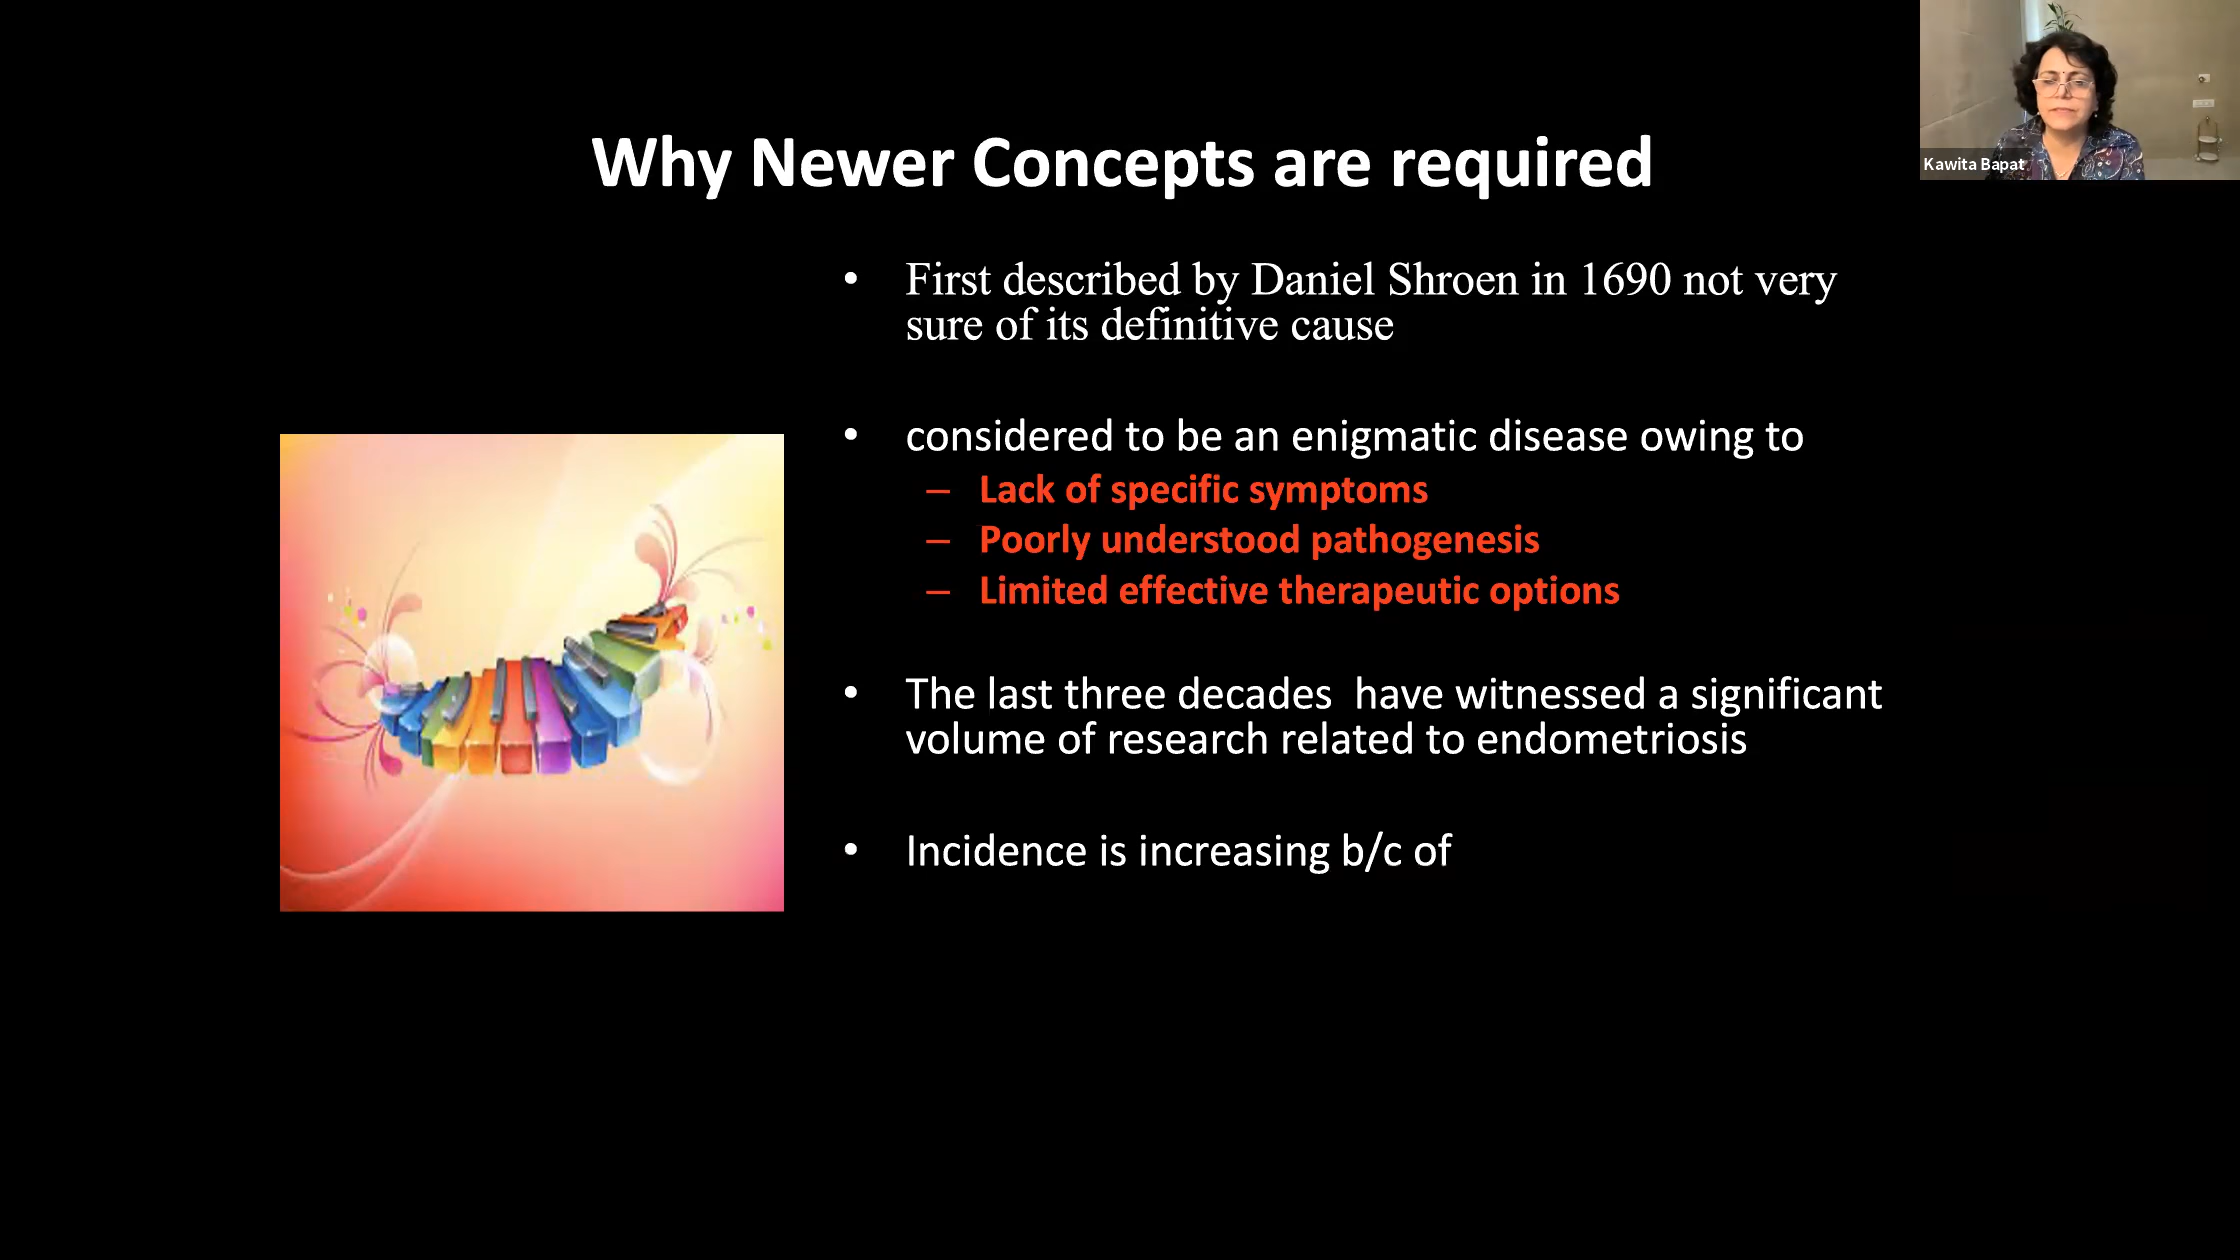 Why Newer Concepts are required
Kawita Bapat
• First described by Daniel Shroen in 1690 not very
sure of its definitive cause
• considered to be an enigmatic disease owing to
– Lack of specific symptoms
– Poorly understood pathogenesis
– Limited effective therapeutic options
• The last three decades  have witnessed a significant
volume of research related to endometriosis
• Incidence is increasing b/c of